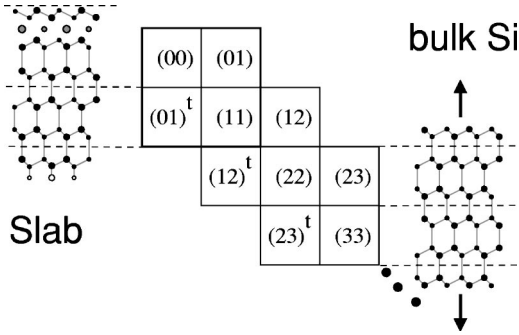 (00) (01)
bulk Si
(01)t (11) (12)
(12)t (22) (23)
Slab
(23)t (33)